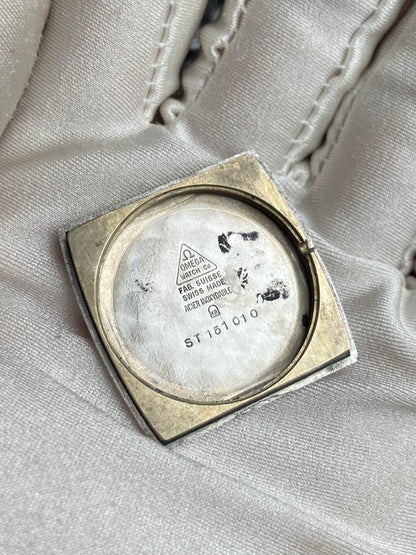 Ω
OMEGA
WATCH Co
FAB. SUISSE
SWISS MADE
ACIER INOXYDABLE
ST 151 010